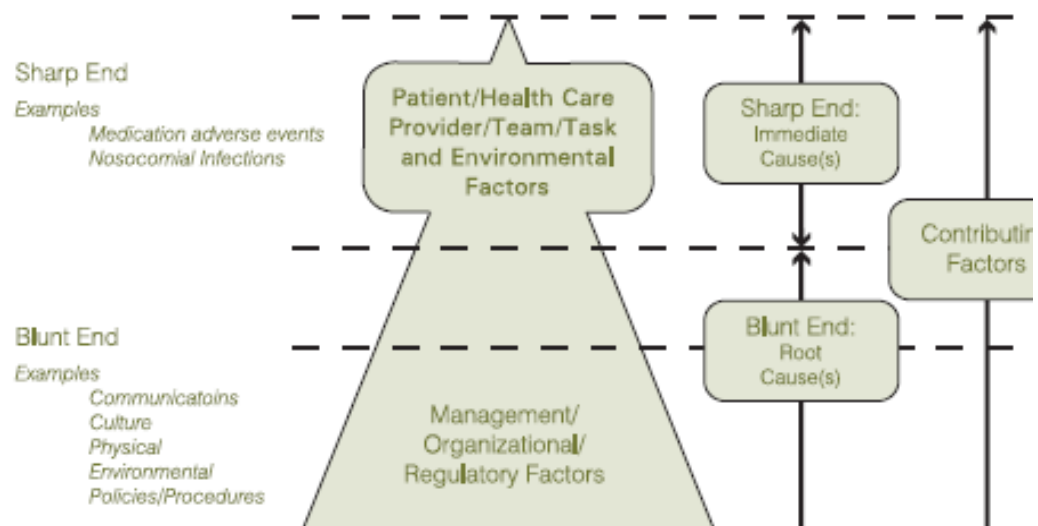 Sharp End
Examples
Medication adverse events
Nosocomial Infections
Patient/Health Care
Provider/Team/Task
and Environmental
Factors
Sharp End:
Immediate
Cause(s)
Contributin
Factors
Blunt End
Examples
Communicatoins
Culture
Physical
Environmental
Policies/Procedures
Management/
Organizational/
Regulatory Factors
Blunt End:
Root
Cause(s)